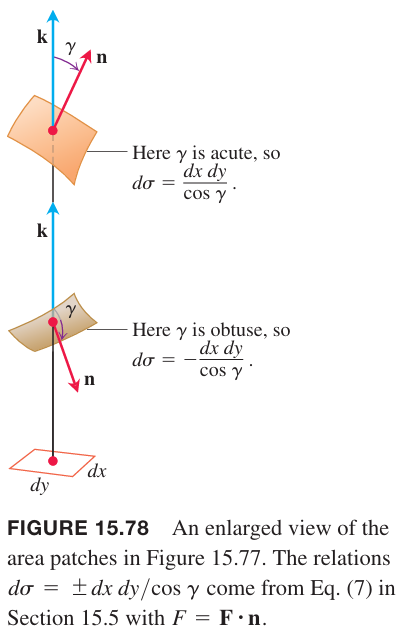 k
γ
n
Here γ is acute, so
dσ = dx dy / cos γ .
k
γ
Here γ is obtuse, so
dσ = − dx dy / cos γ .
n
dx
dy
FIGURE 15.78 An enlarged view of the
area patches in Figure 15.77. The relations
dσ = ±dx dy/cos γ come from Eq. (7) in
Section 15.5 with F = F · n.